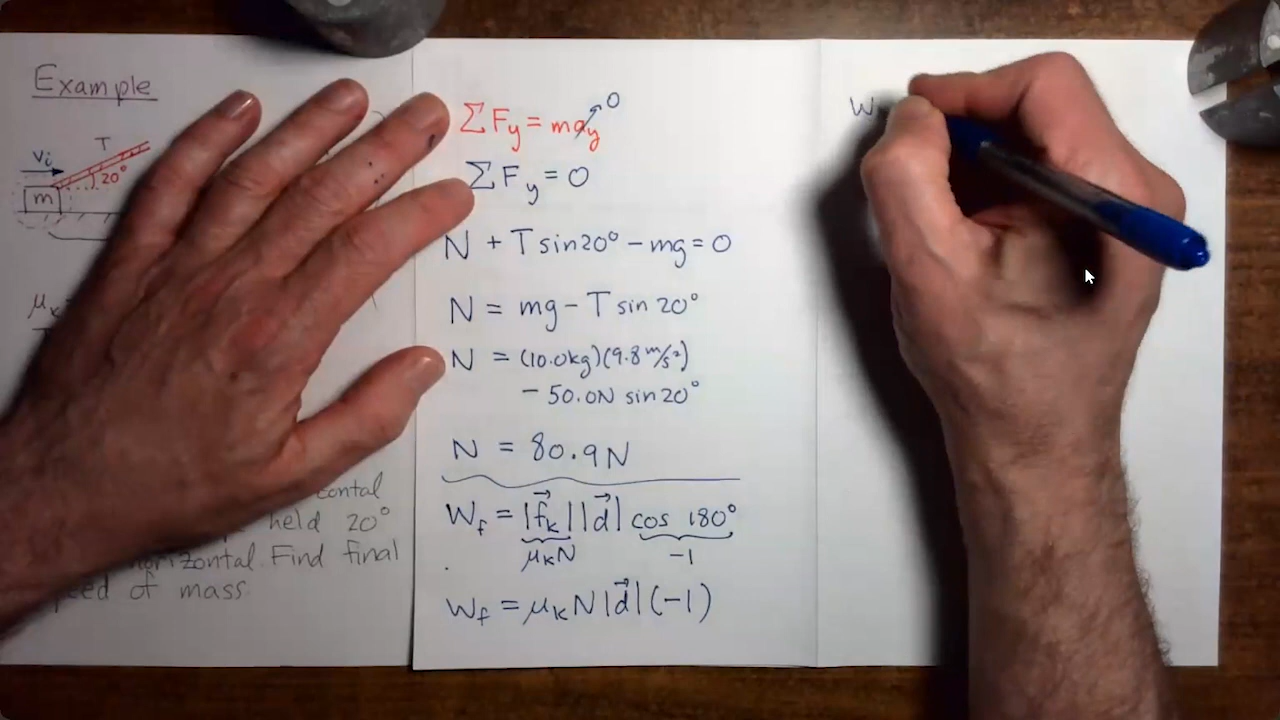 Example
T
vi
20°
m
μk
zontal
held 20°
horizontal. Find final
speed of mass
ΣFy = may 0
ΣFy = 0
N + T sin20° - mg = 0
N = mg - T sin 20°
N = (10.0kg)(9.8 m/s²)
- 50.0N sin 20°
N = 80.9N
Wf = |f⃗k||d⃗| cos 180°
μkN -1
Wf = μk N|d⃗|(-1)
W